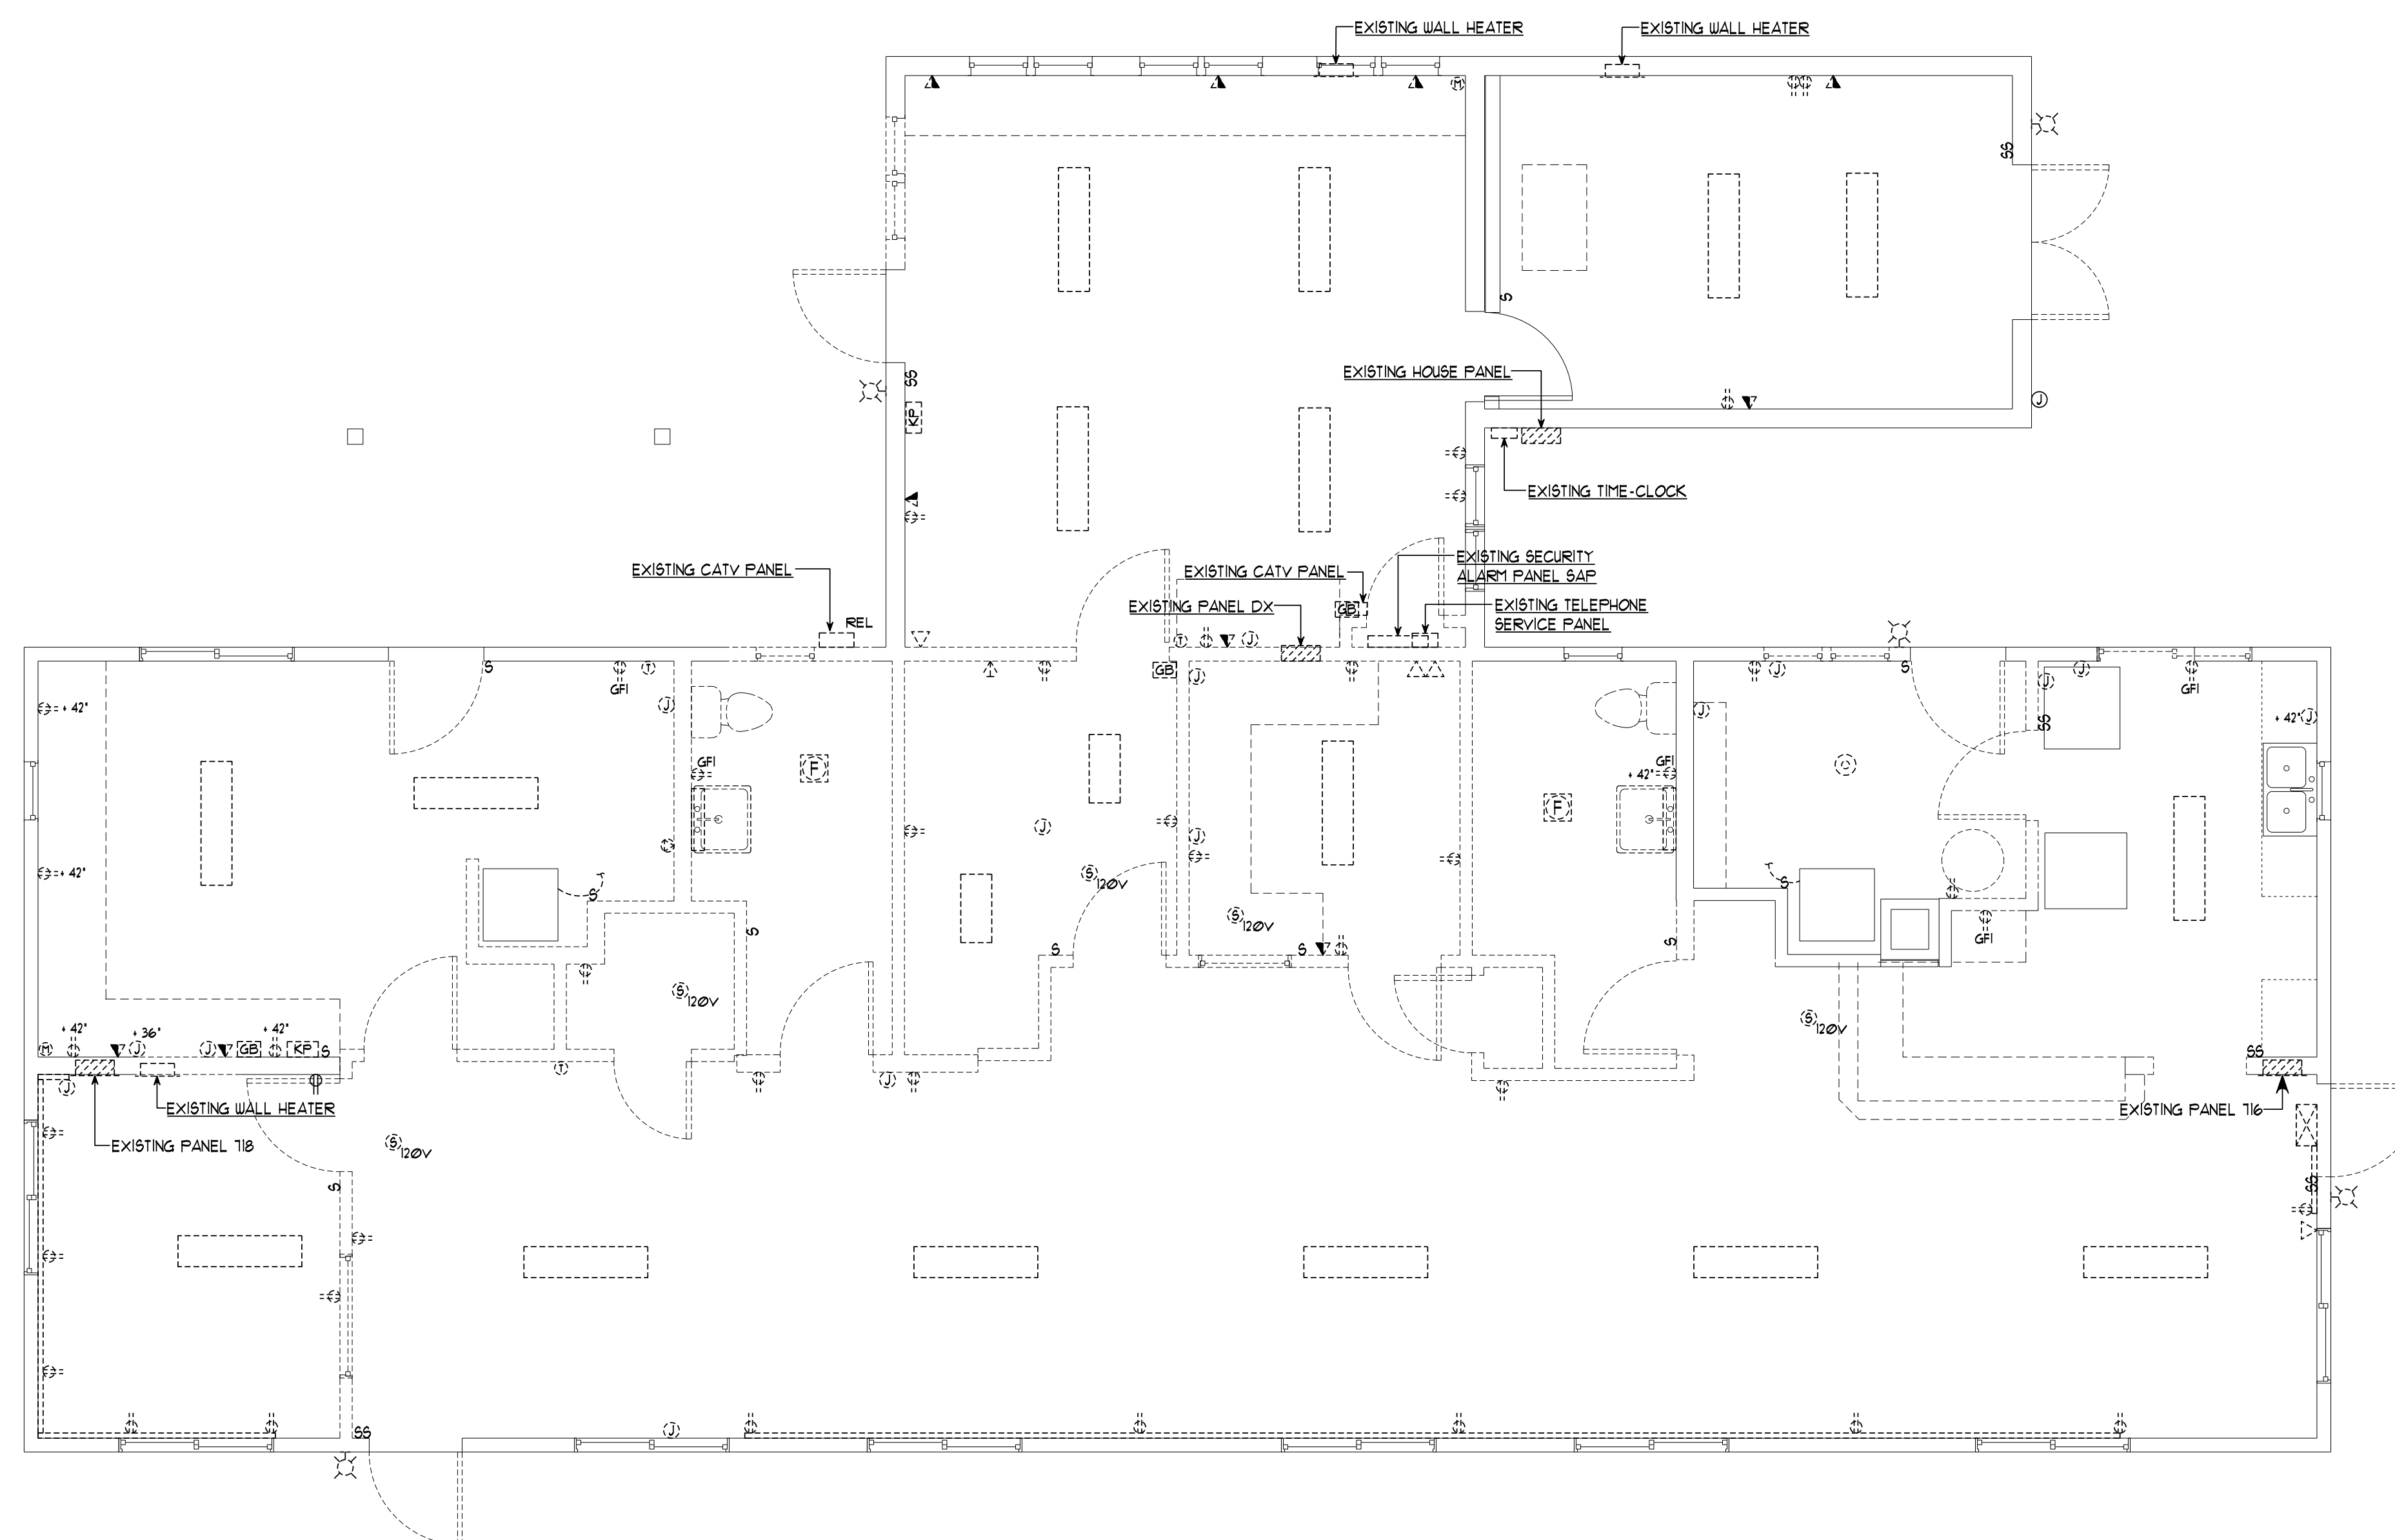 EXISTING WALL HEATER
EXISTING WALL HEATER
M
SS
S
EXISTING HOUSE PANEL
SS
KP
J
EXISTING TIME-CLOCK
EXISTING CATV PANEL
REL
EXISTING CATV PANEL
GB
EXISTING SECURITY
ALARM PANEL SAP
EXISTING PANEL DX
EXISTING TELEPHONE
SERVICE PANEL
T
J
S
GFI
T
J
GB
J
S
J
J
J
GFI
+ 42"
J
SS
+ 42"
J
GFI
F
GFI
+ 42"
F
J
J
+ 42"
S
S
120V
S
S
120V
S
S
S
S
GFI
S
120V
S
120V
+ 42"
+ 36"
+ 42"
M
J
J
GB
KP
S
T
J
J
SS
EXISTING WALL HEATER
EXISTING PANEL 718
S
120V
EXISTING PANEL 716
S
SS
SS
J